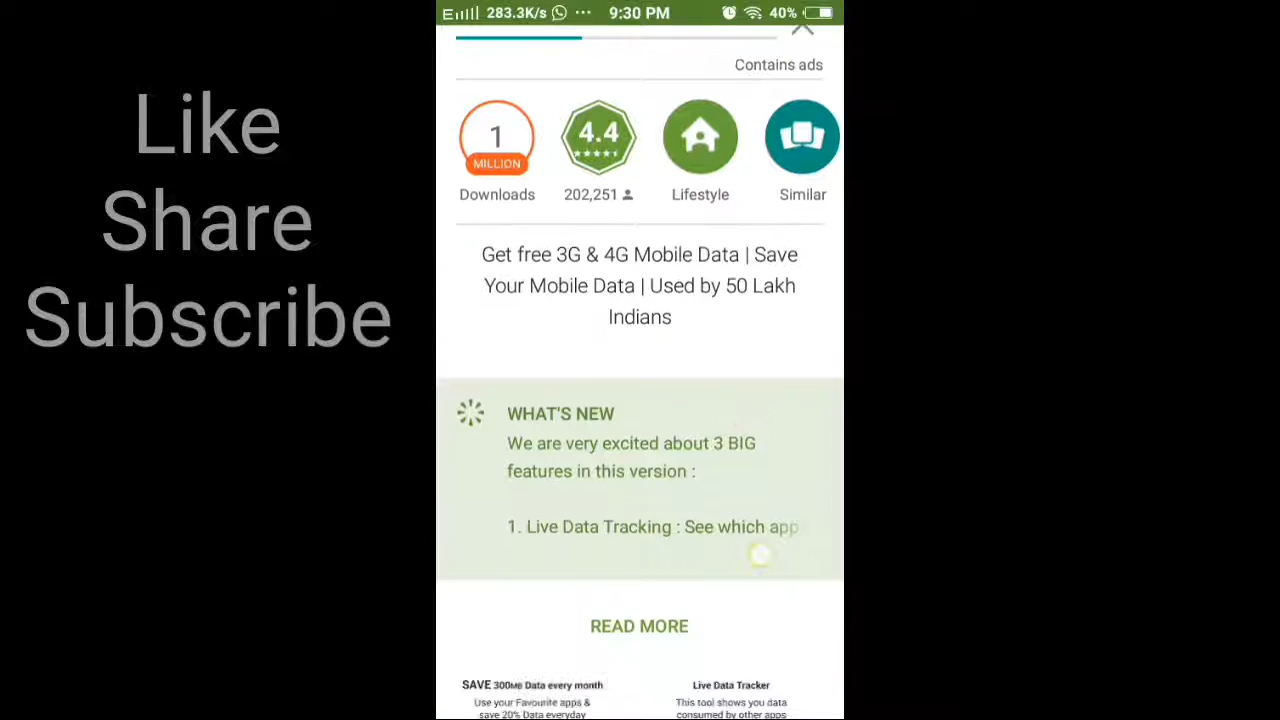 Like
Share
Subscribe
283.3K/s ... 9:30 PM 40%
Contains ads
1
MILLION
4.4
Downloads 202,251 Lifestyle Similar
Get free 3G & 4G Mobile Data | Save
Your Mobile Data | Used by 50 Lakh
Indians
WHAT'S NEW
We are very excited about 3 BIG
features in this version :
1. Live Data Tracking : See which app
READ MORE
SAVE 300MB Data every month
Use your Favourite apps &
save 20% Data everyday
Live Data Tracker
This tool shows you data
consumed by other apps